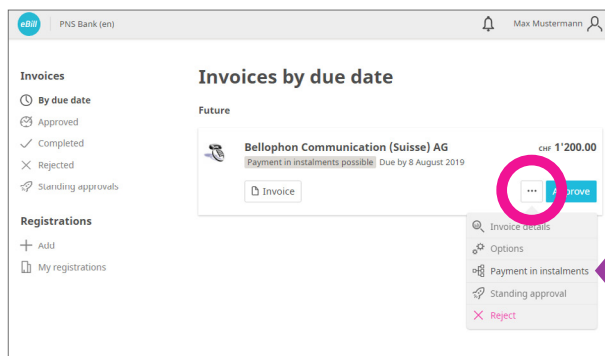 eBill PNS Bank (en) Max Mustermann
Invoices
By due date
Approved
Completed
Rejected
Standing approvals
Registrations
Add
My registrations
Invoices by due date
Future
Bellophon Communication (Suisse) AG CHF 1'200.00
Payment in instalments possible Due by 8 August 2019
Invoice ... Approve
Invoice details
Options
Payment in instalments
Standing approval
Reject